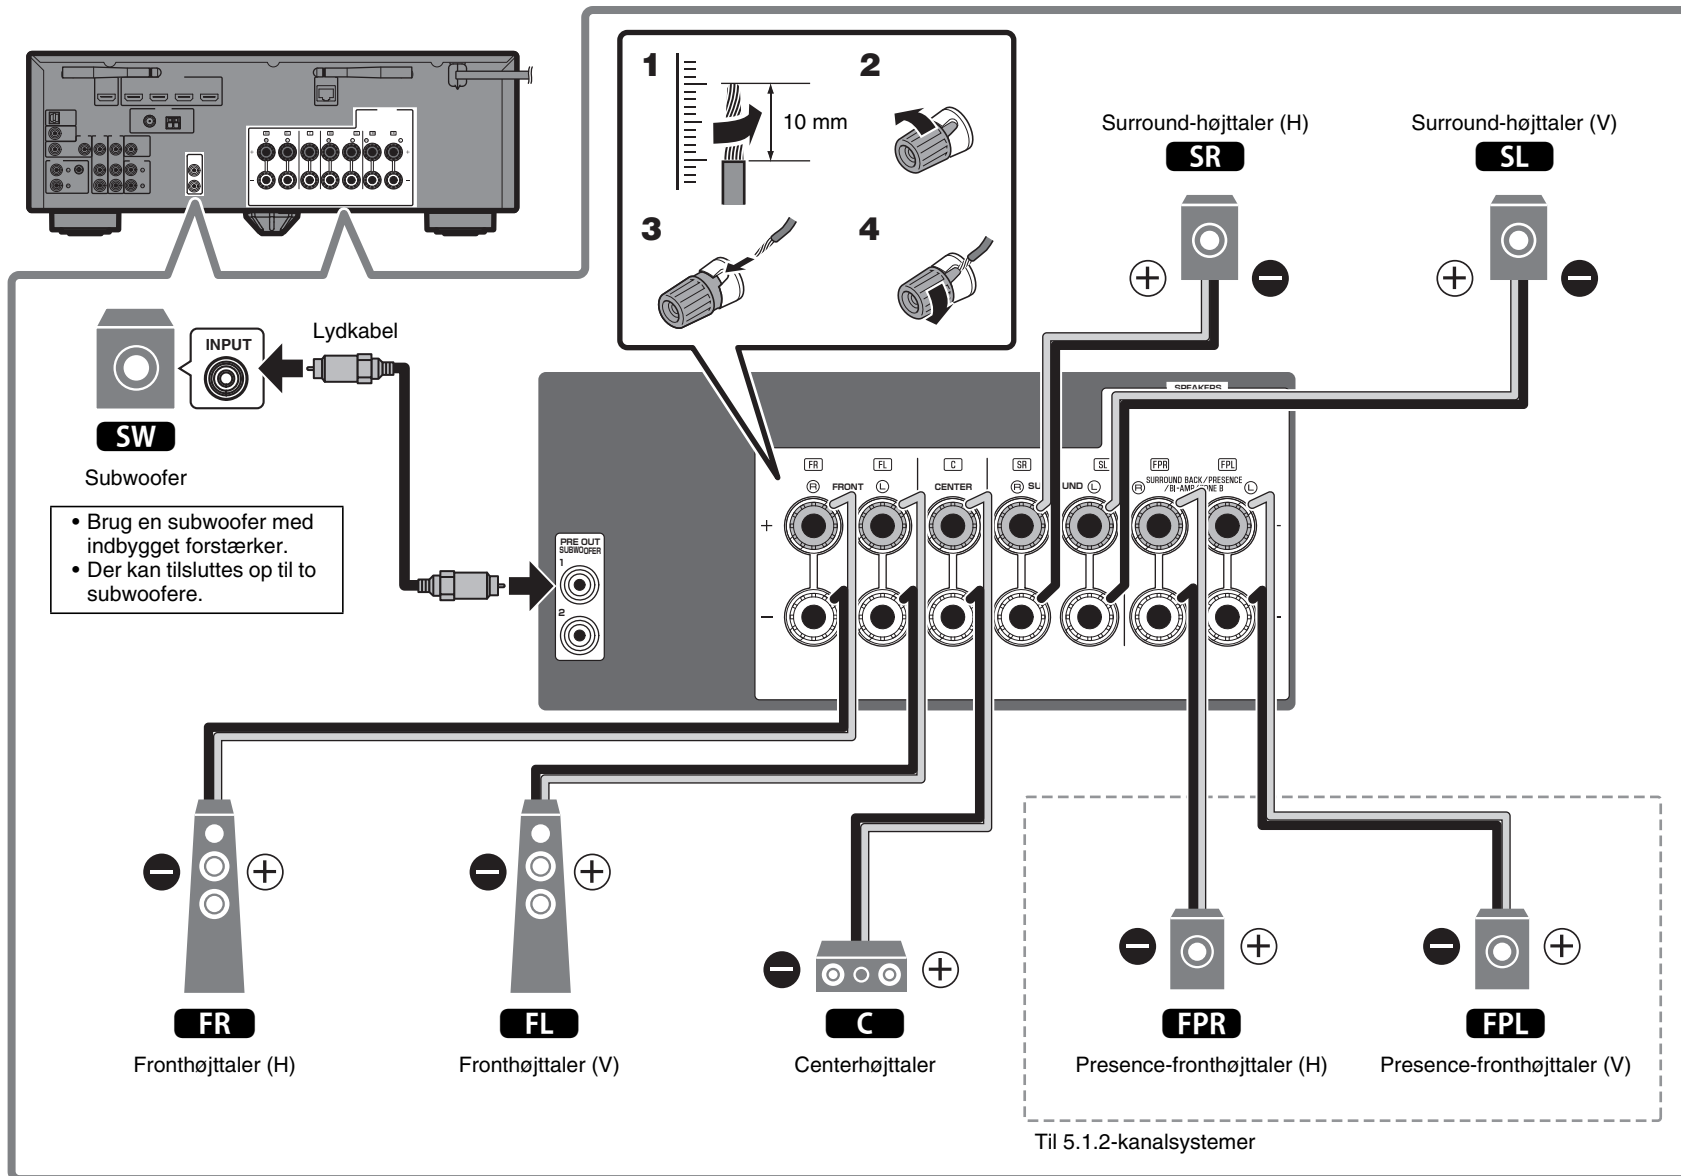 1
10 mm
2
3
4
Surround-højttaler (H)
SR
Surround-højttaler (V)
SL
Lydkabel
INPUT
SW
Subwoofer
• Brug en subwoofer med
indbygget forstærker.
• Der kan tilsluttes op til to
subwoofere.
SPEAKERS
FR
FL
C
SR
SL
FPR
FPL
R
FRONT
L
CENTER
R
L
R
SURROUND BACK/PRESENCE
L
PRE OUT
SUBWOOFER
1
2
FR
Fronthøjttaler (H)
FL
Fronthøjttaler (V)
C
Centerhøjttaler
FPR
Presence-fronthøjttaler (H)
FPL
Presence-fronthøjttaler (V)
Til 5.1.2-kanalsystemer